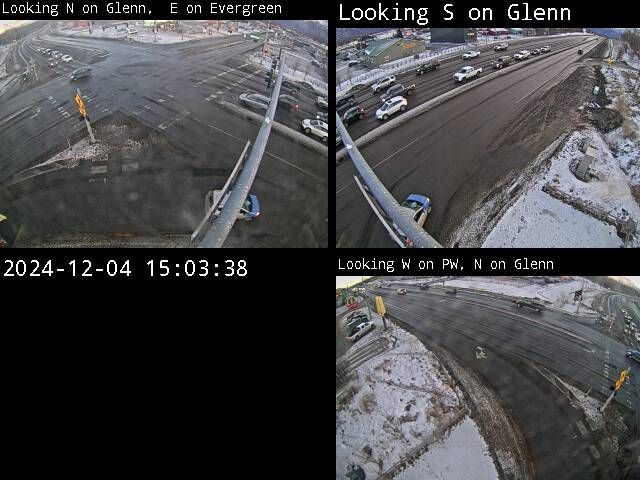 Looking N on Glenn,  E on Evergreen
Looking S on Glenn
2024-12-04 15:03:38
Looking W on PW, N on Glenn